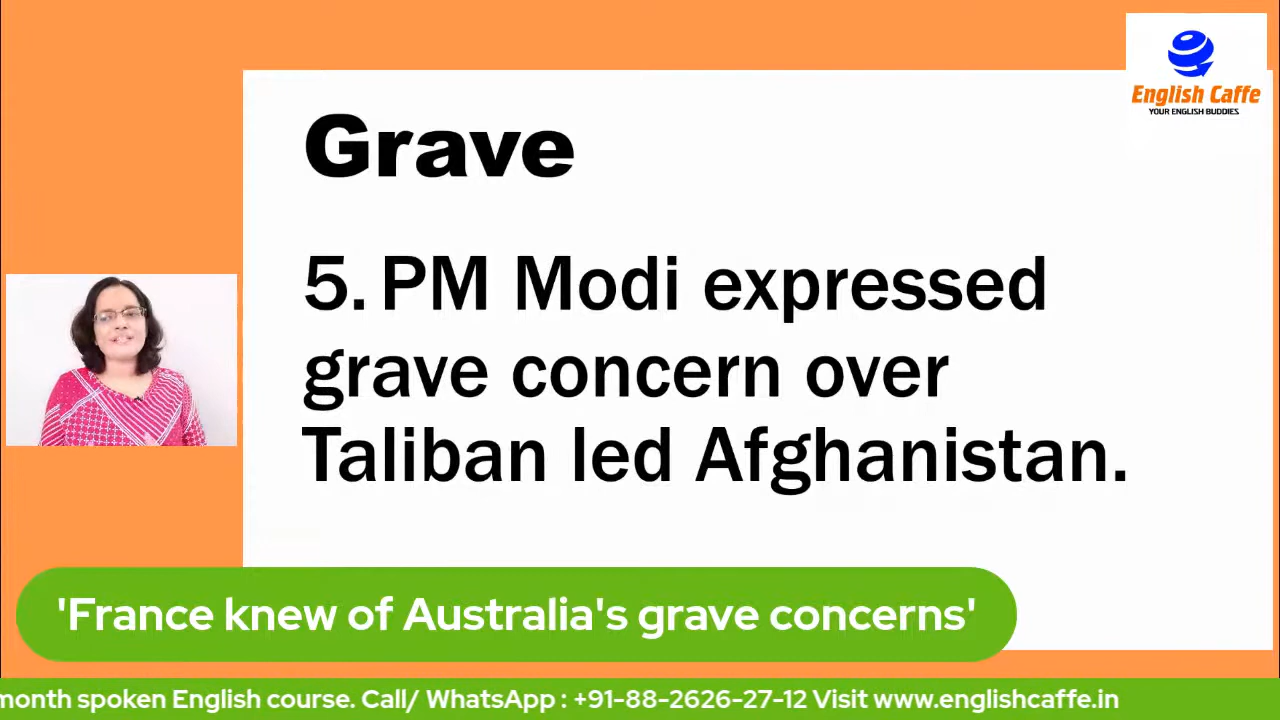 English Caffe
YOUR ENGLISH BUDDIES
Grave
5. PM Modi expressed
grave concern over
Taliban led Afghanistan.
'France knew of Australia's grave concerns'
month spoken English course. Call/ WhatsApp : +91-88-2626-27-12 Visit www.englishcaffe.in